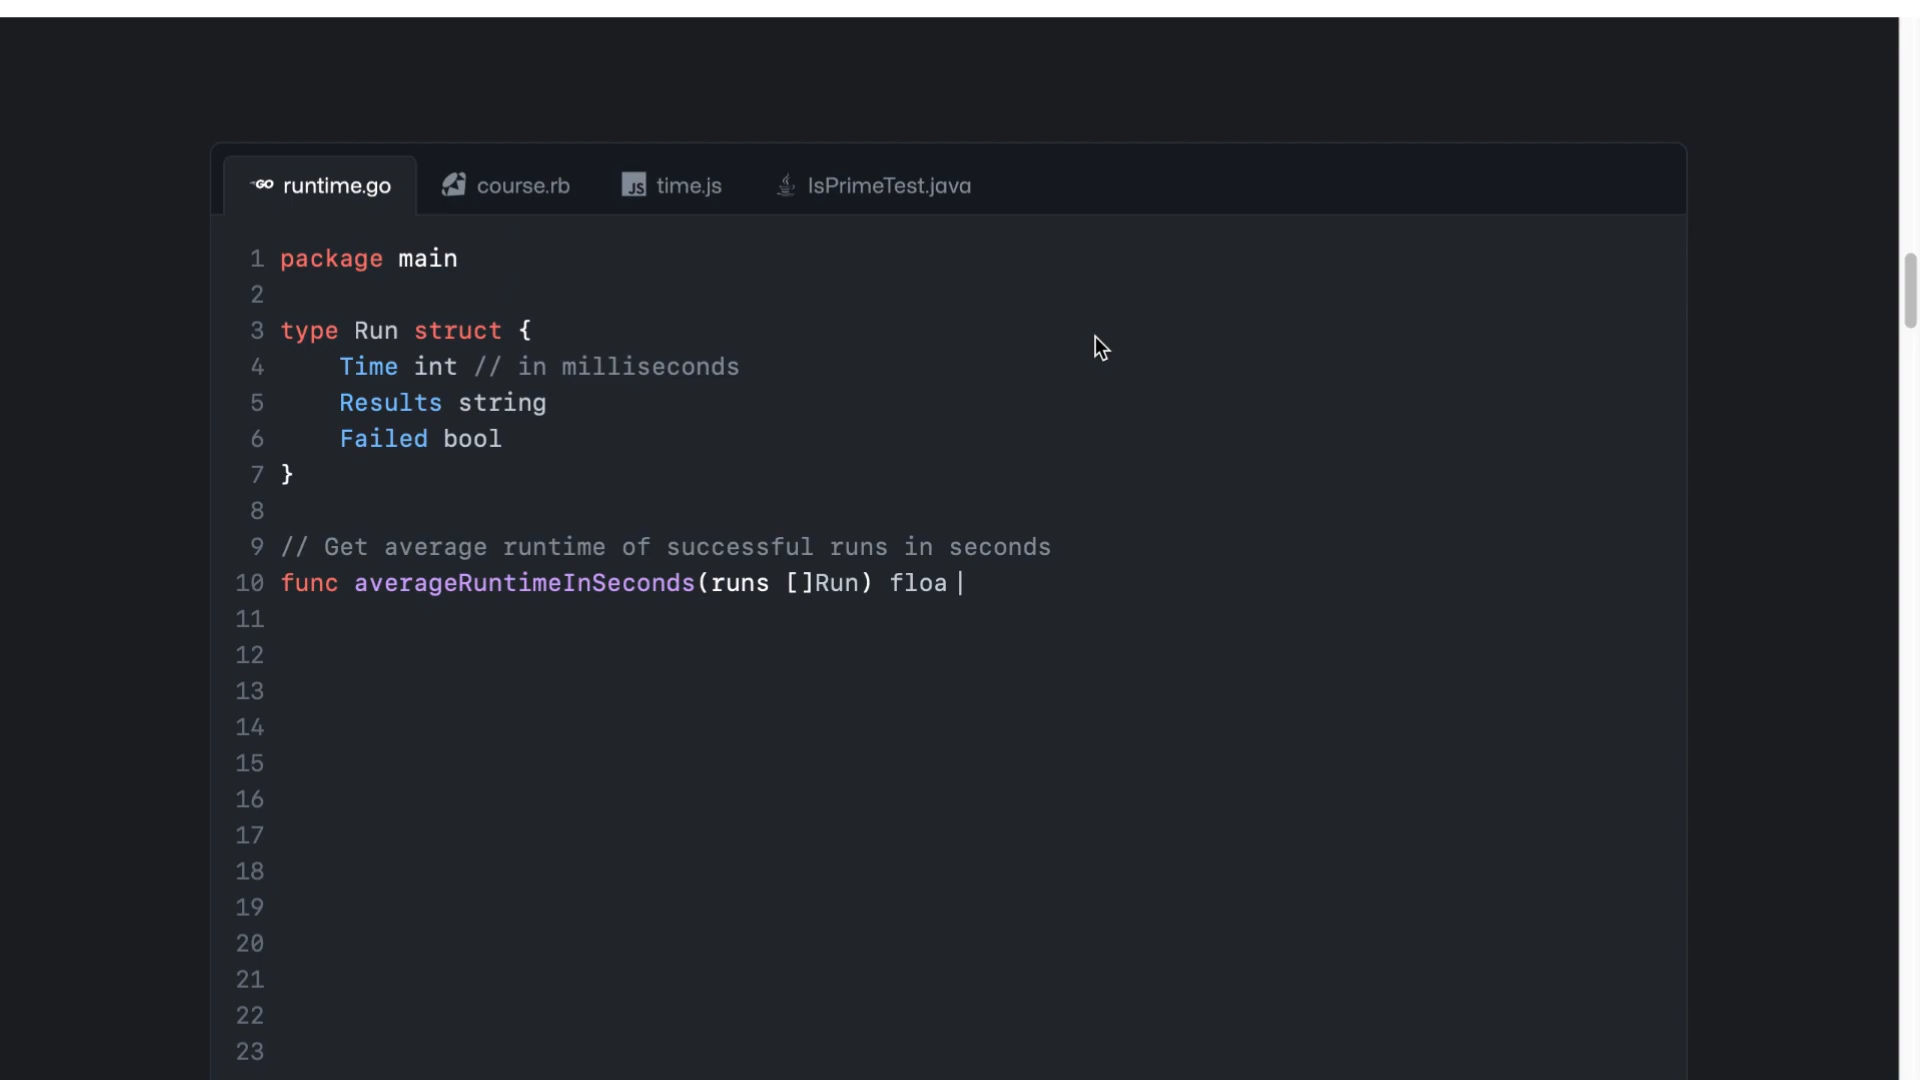 GO runtime.go course.rb JS time.js IsPrimeTest.java
1 package main
2
3 type Run struct {
4 Time int // in milliseconds
5 Results string
6 Failed bool
7 }
8
9 // Get average runtime of successful runs in seconds
10 func averageRuntimeInSeconds(runs []Run) floa
11
12
13
14
15
16
17
18
19
20
21
22
23